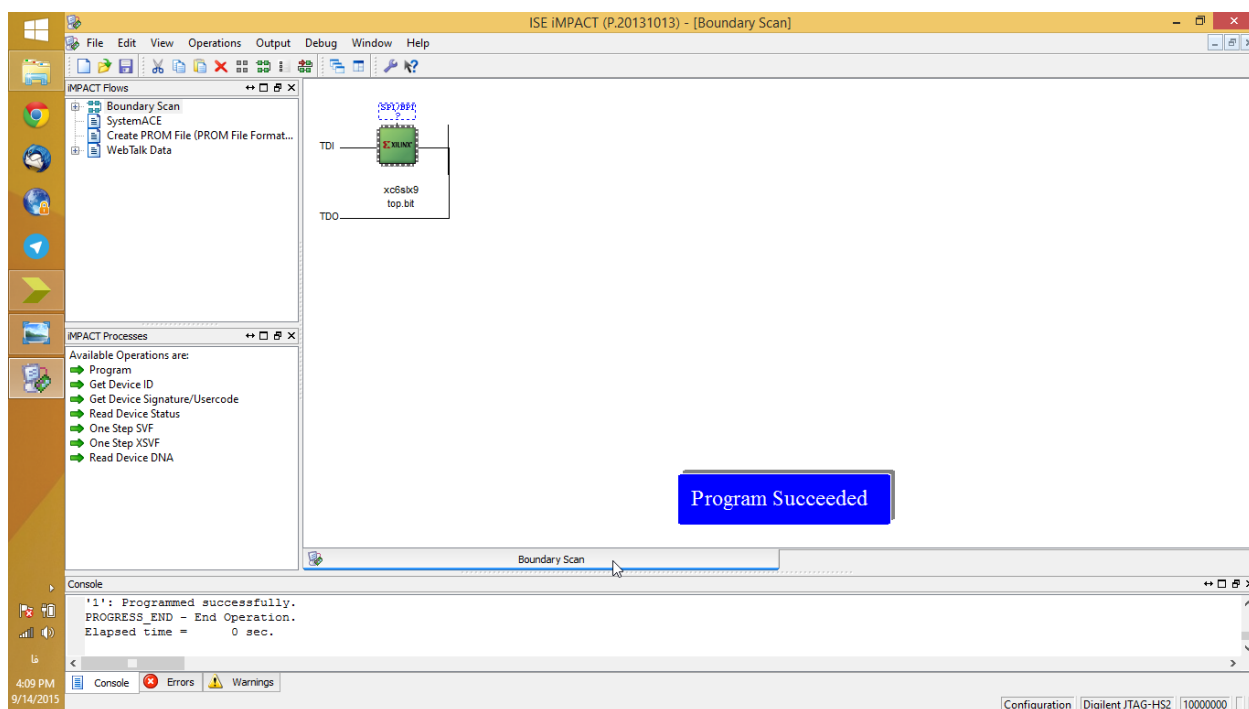 ISE iMPACT (P.20131013) - [Boundary Scan]
File Edit View Operations Output Debug Window Help
iMPACT Flows
Boundary Scan
SystemACE
Create PROM File (PROM File Format...
WebTalk Data
SPI/BPI
?
TDI
XILINX
xc6slx9
top.bit
TDO
iMPACT Processes
Available Operations are:
Program
Get Device ID
Get Device Signature/Usercode
Read Device Status
One Step SVF
One Step XSVF
Read Device DNA
Program Succeeded
Boundary Scan
Console
'1': Programmed successfully.
PROGRESS_END - End Operation.
Elapsed time =      0 sec.
Console Errors Warnings
Configuration Digilent JTAG-HS2 10000000
فا
4:09 PM
9/14/2015